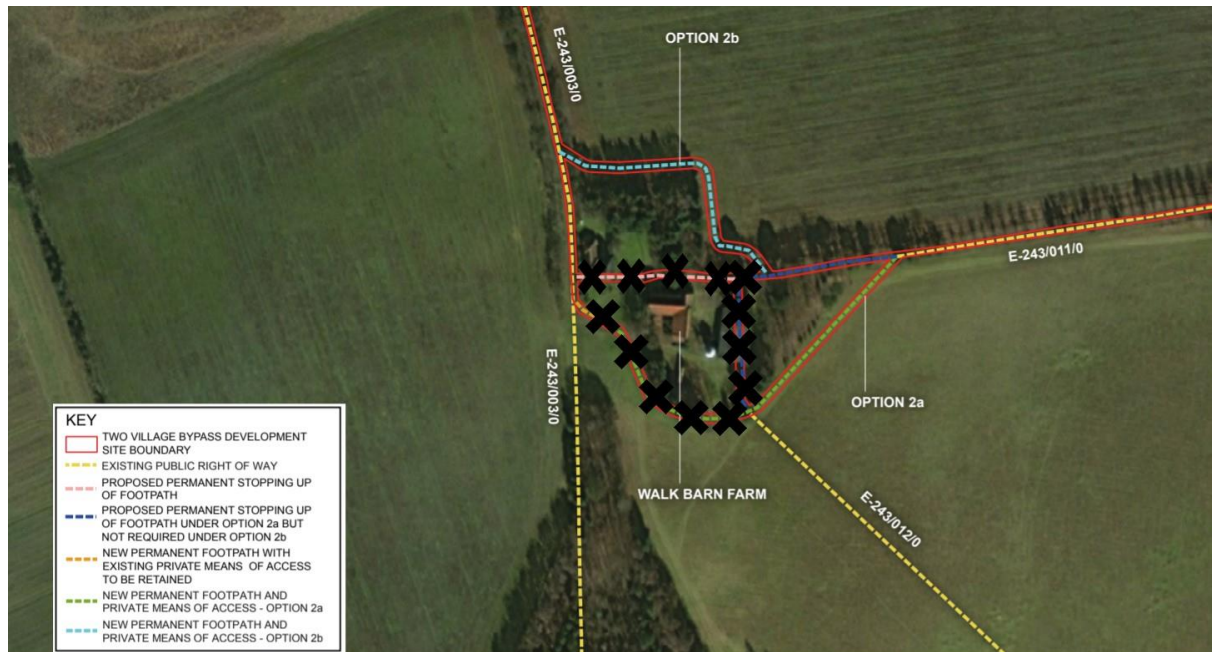 E-243/003/0
OPTION 2b
E-243/011/0
E-243/003/0
OPTION 2a
WALK BARN FARM
E-243/012/0
KEY
TWO VILLAGE BYPASS DEVELOPMENT
SITE BOUNDARY
EXISTING PUBLIC RIGHT OF WAY
PROPOSED PERMANENT STOPPING UP
OF FOOTPATH
PROPOSED PERMANENT STOPPING UP
OF FOOTPATH UNDER OPTION 2a BUT
NOT REQUIRED UNDER OPTION 2b
NEW PERMANENT FOOTPATH WITH
EXISTING PRIVATE MEANS OF ACCESS
TO BE RETAINED
NEW PERMANENT FOOTPATH AND
PRIVATE MEANS OF ACCESS - OPTION 2a
NEW PERMANENT FOOTPATH AND
PRIVATE MEANS OF ACCESS - OPTION 2b